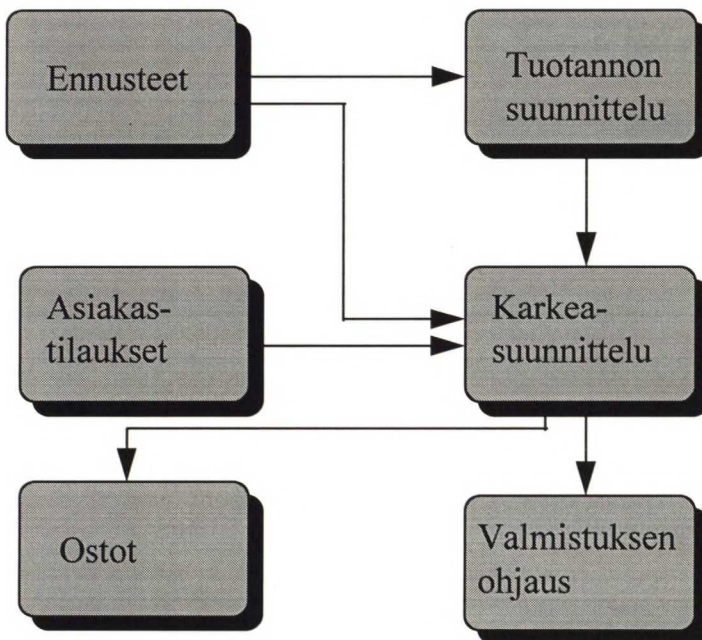 Ennusteet
Tuotannon
suunnittelu
Asiakas-
tilaukset
Karkea-
suunnittelu
Ostot
Valmistuksen
ohjaus